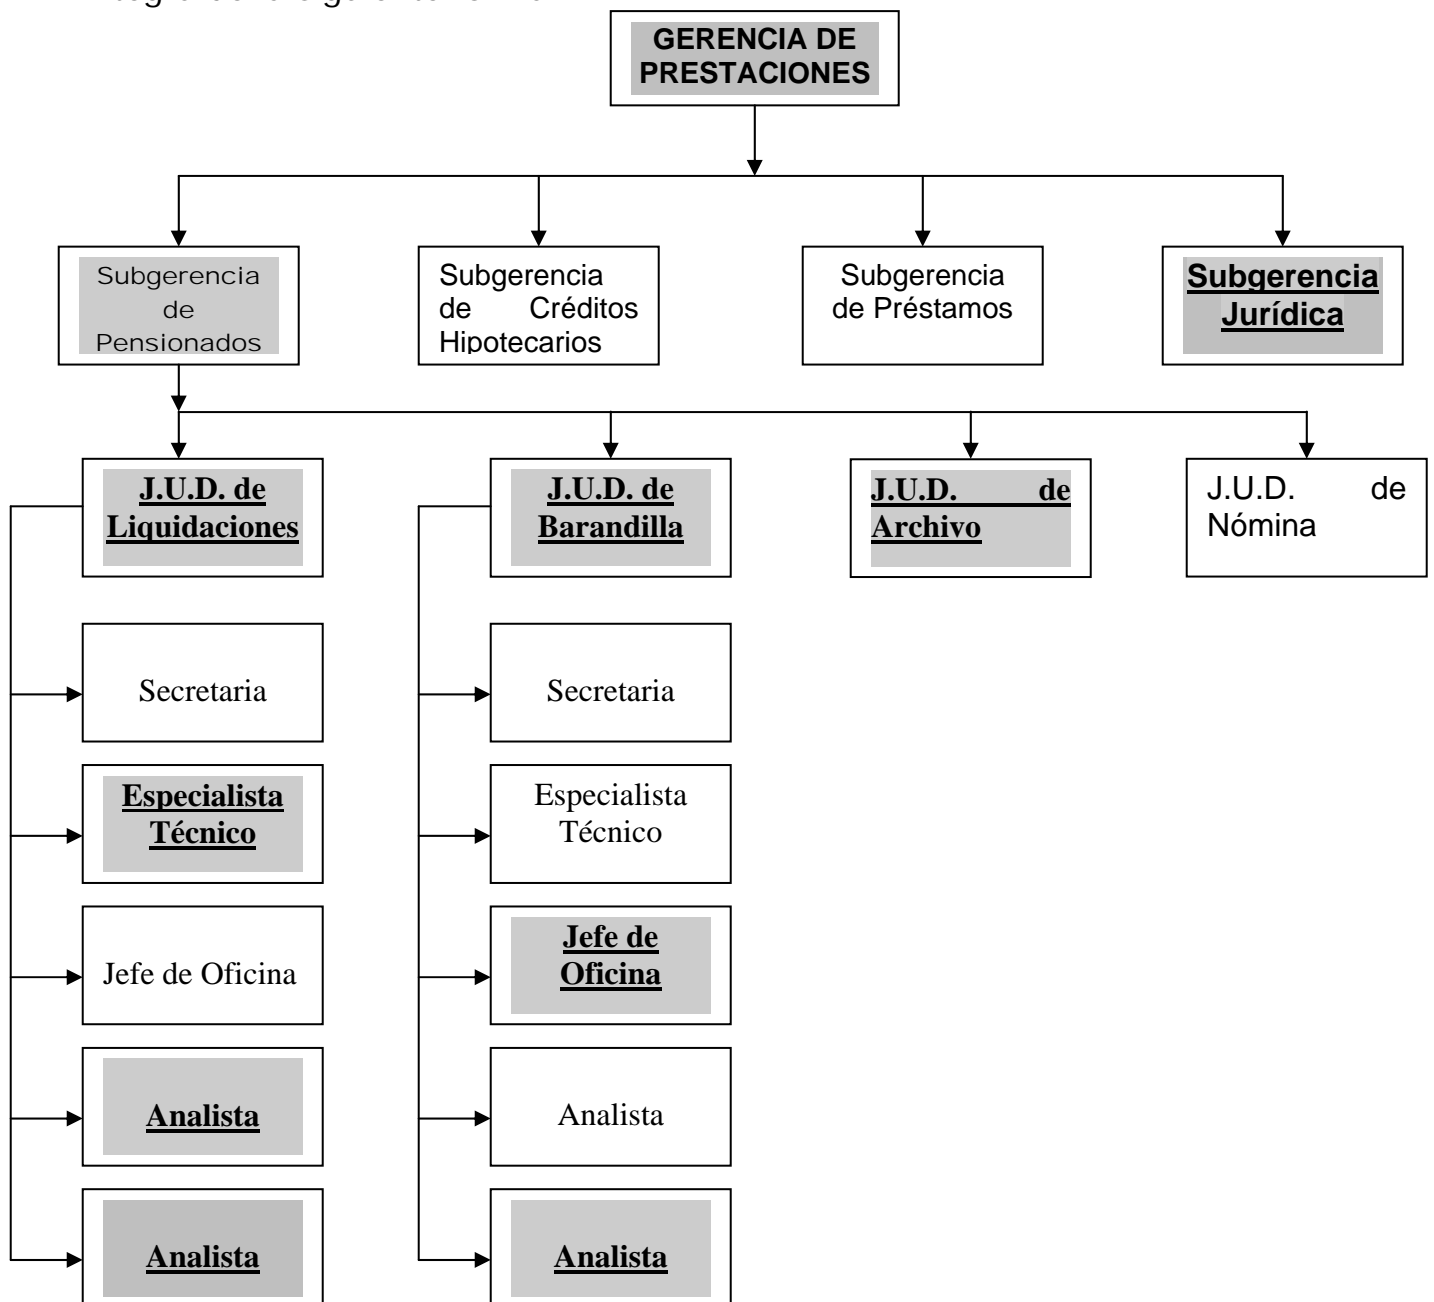 GERENCIA DE
PRESTACIONES
Subgerencia
de
Pensionados
Subgerencia
de Créditos
Hipotecarios
Subgerencia
de Préstamos
Subgerencia
Jurídica
J.U.D. de
Liquidaciones
J.U.D. de
Barandilla
J.U.D. de
Archivo
J.U.D. de
Nómina
Secretaria
Secretaria
Especialista
Técnico
Especialista
Técnico
Jefe de Oficina
Jefe de
Oficina
Analista
Analista
Analista
Analista